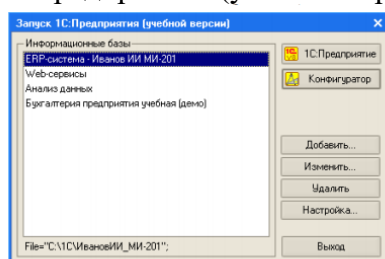 Запуск 1С:Предприятия (учебной версии)
Информационные базы
ERP-система - Иванов ИИ МИ-201
Web-сервисы
Анализ данных
Бухгалтерия предприятия учебная (демо)
1С:Предприятие
Конфигуратор
Добавить...
Изменить...
Удалить
Настройка...
File="C:\1С\ИвановИИ_МИ-201";
Выход